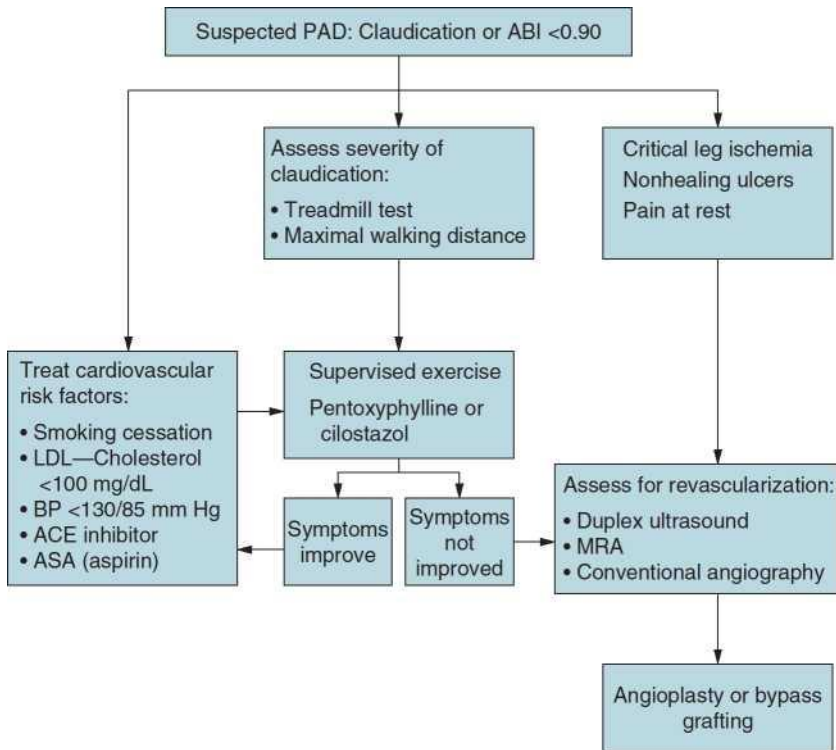 Suspected PAD: Claudication or ABI <0.90
Assess severity of
claudication:
• Treadmill test
• Maximal walking distance
Critical leg ischemia
Nonhealing ulcers
Pain at rest
Treat cardiovascular
risk factors:
• Smoking cessation
• LDL—Cholesterol
<100 mg/dL
• BP <130/85 mm Hg
• ACE inhibitor
• ASA (aspirin)
Supervised exercise
Pentoxyphylline or
cilostazol
Symptoms
improve
Symptoms
not
improved
Assess for revascularization:
• Duplex ultrasound
• MRA
• Conventional angiography
Angioplasty or bypass
grafting